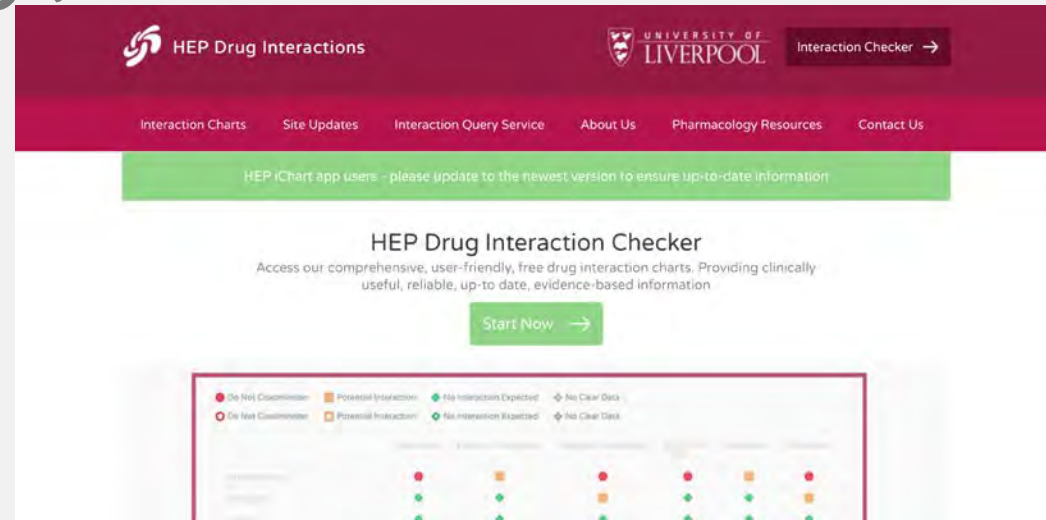 HEP Drug Interactions
UNIVERSITY OF
LIVERPOOL
Interaction Checker →
Interaction Charts Site Updates Interaction Query Service About Us Pharmacology Resources Contact Us
HEP iChart app users - please update to the newest version to ensure up-to-date information
HEP Drug Interaction Checker
Access our comprehensive, user-friendly, free drug interaction charts. Providing clinically
useful, reliable, up-to date, evidence-based information
Start Now →
Do Not Coadminister Potential Interaction No Interaction Expected No Clear Data
Do Not Coadminister Potential Interaction No Interaction Expected No Clear Data